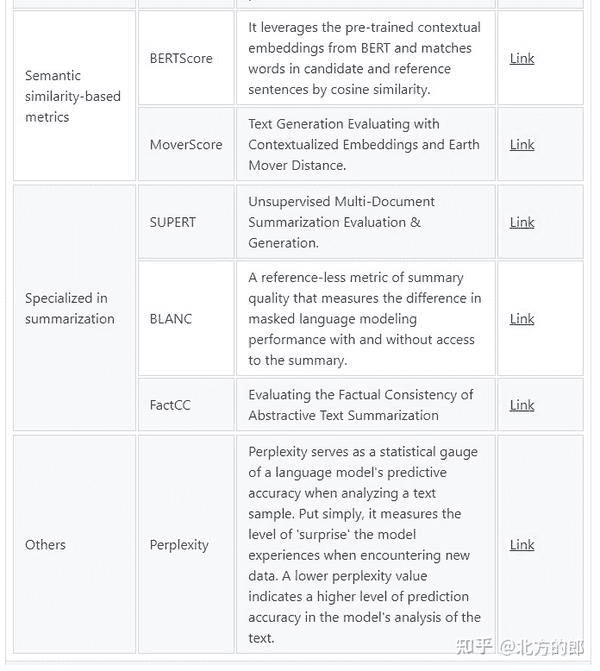 Semantic
similarity-based
metrics
BERTScore
It leverages the pre-trained contextual
embeddings from BERT and matches
words in candidate and reference
sentences by cosine similarity.
Link
MoverScore
Text Generation Evaluating with
Contextualized Embeddings and Earth
Mover Distance.
Link
Specialized in
summarization
SUPERT
Unsupervised Multi-Document
Summarization Evaluation &
Generation.
Link
BLANC
A reference-less metric of summary
quality that measures the difference in
masked language modeling
performance with and without access
to the summary.
Link
FactCC
Evaluating the Factual Consistency of
Abstractive Text Summarization
Link
Others
Perplexity
Perplexity serves as a statistical gauge
of a language model's predictive
accuracy when analyzing a text
sample. Put simply, it measures the
level of 'surprise' the model
experiences when encountering new
data. A lower perplexity value
indicates a higher level of prediction
accuracy in the model's analysis of the
text.
Link
知乎 @北方的郎